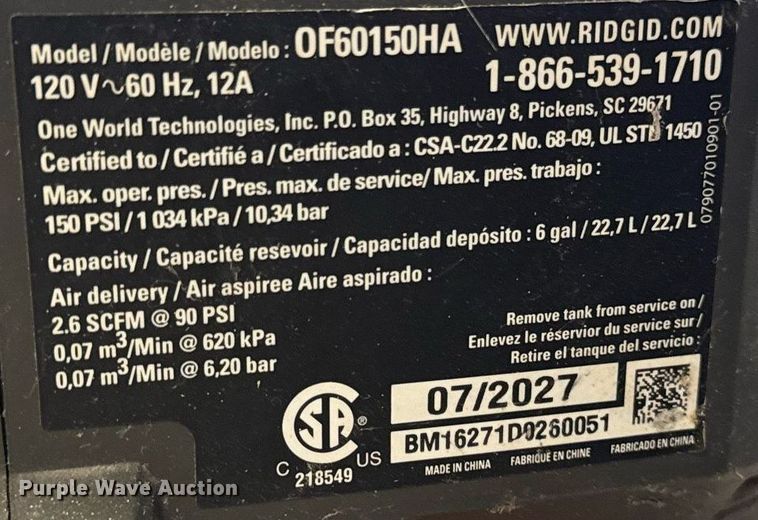 Model / Modèle / Modelo : OF60150HA
WWW.RIDGID.COM
120 V~60 Hz, 12A
1-866-539-1710
One World Technologies, Inc. P.O. Box 35, Highway 8, Pickens, SC 29671
Certified to / Certifié a / Certificado a : CSA-C22.2 No. 68-09, UL STD 1450
Max. oper. pres. / Pres. max. de service/ Max. pres. trabajo :
150 PSI / 1 034 kPa / 10,34 bar
079077010901-01
Capacity / Capacité resevoir / Capacidad depósito : 6 gal / 22,7 L / 22,7 L
Air delivery / Air aspiree Aire aspirado :
2.6 SCFM @ 90 PSI
0,07 m³/Min @ 620 kPa
0,07 m³/Min @ 6,20 bar
Remove tank from service on /
Enlevez le réservior du service sur /
Retire el tanque del servicio :
07/2027
BM16271D0260051
MADE IN CHINA FABRIQUÉ EN CHINE FABRICADO EN CHINA
CSA ®
C US
218549
Purple Wave Auction